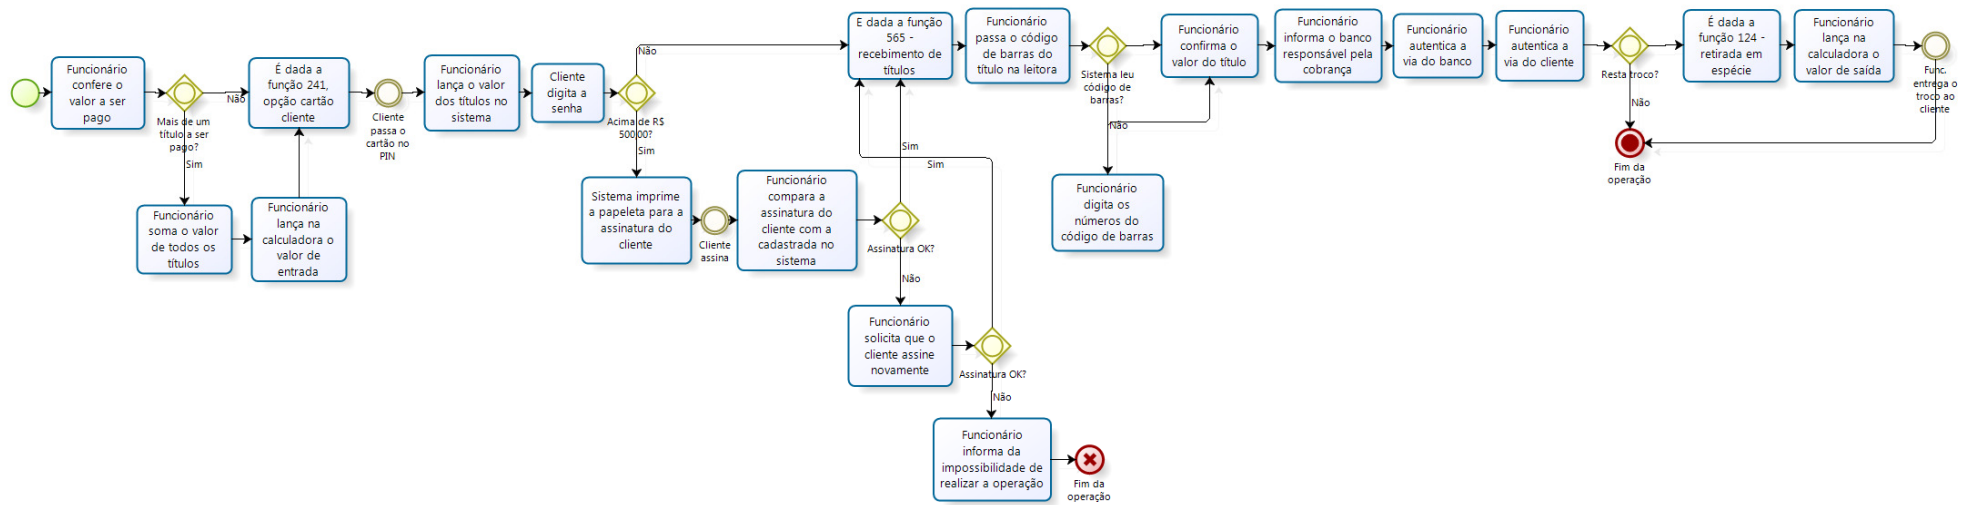 Funcionário
confere o
valor a ser
pago
Mais de um
título a ser
pago?
Não
Sim
Funcionário
soma o valor
de todos os
títulos
Funcionário
lança na
calculadora o
valor de
entrada
É dada a
função 241,
opção cartão
cliente
Cliente
passa o
cartão no
PIN
Funcionário
lança o valor
dos títulos no
sistema
Cliente
digita a
senha
Acima de R$
500,00?
Não
Sim
Sistema imprime
a papeleta para a
assinatura do
cliente
Cliente
assina
Funcionário
compara a
assinatura do
cliente com a
cadastrada no
sistema
Assinatura OK?
Sim
Não
Funcionário
solicita que o
cliente assine
novamente
Assinatura OK?
Sim
Não
Funcionário
informa da
impossibilidade de
realizar a operação
Fim da
operação
E dada a função
565 -
recebimento de
títulos
Funcionário
passa o código
de barras do
título na leitora
Sistema leu
código de
barras?
Não
Funcionário
digita os
números do
código de barras
Funcionário
confirma o
valor do título
Funcionário
informa o banco
responsável pela
cobrança
Funcionário
autentica a
via do banco
Funcionário
autentica a
via do cliente
Resta troco?
Não
Fim da
operação
É dada a
função 124 -
retirada em
espécie
Funcionário
lança na
calculadora o
valor de saída
Func.
entrega o
troco ao
cliente